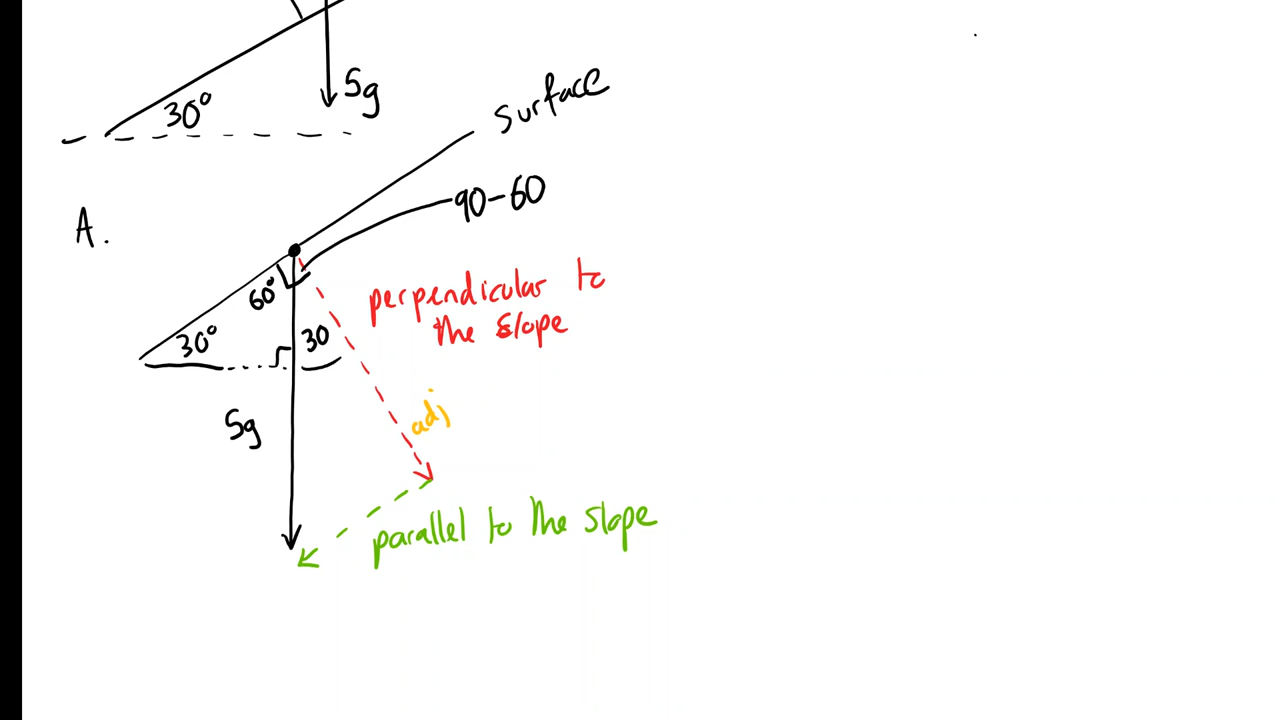 5g
30°
surface
90-60
A.
60°
perpendicular to
the slope
30°
30
adj
5g
parallel to the slope